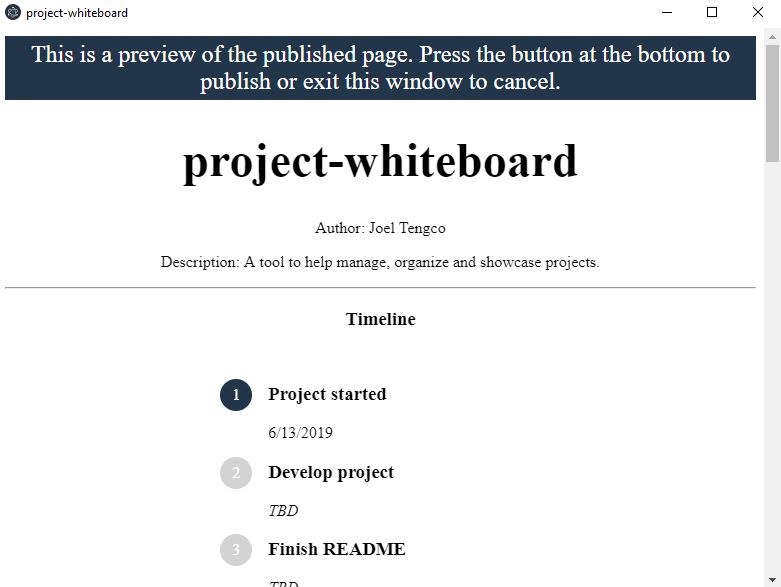 project-whiteboard
This is a preview of the published page. Press the button at the bottom to
publish or exit this window to cancel.
project-whiteboard
Author: Joel Tengco
Description: A tool to help manage, organize and showcase projects.
Timeline
1 Project started
6/13/2019
2 Develop project
TBD
3 Finish README
TBD